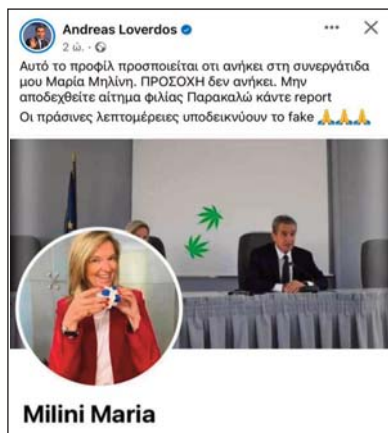 Andreas Loverdos
2 ώ.
Αυτό το προφίλ προσποιείται οτι ανήκει στη συνεργάτιδα
μου Μαρία Μηλίνη. ΠΡΟΣΟΧΗ δεν ανήκει. Μην
αποδεχθείτε αίτημα φιλίας Παρακαλώ κάντε report
Οι πράσινες λεπτομέρειες υποδεικνύουν το fake 🙏🙏🙏
Milini Maria